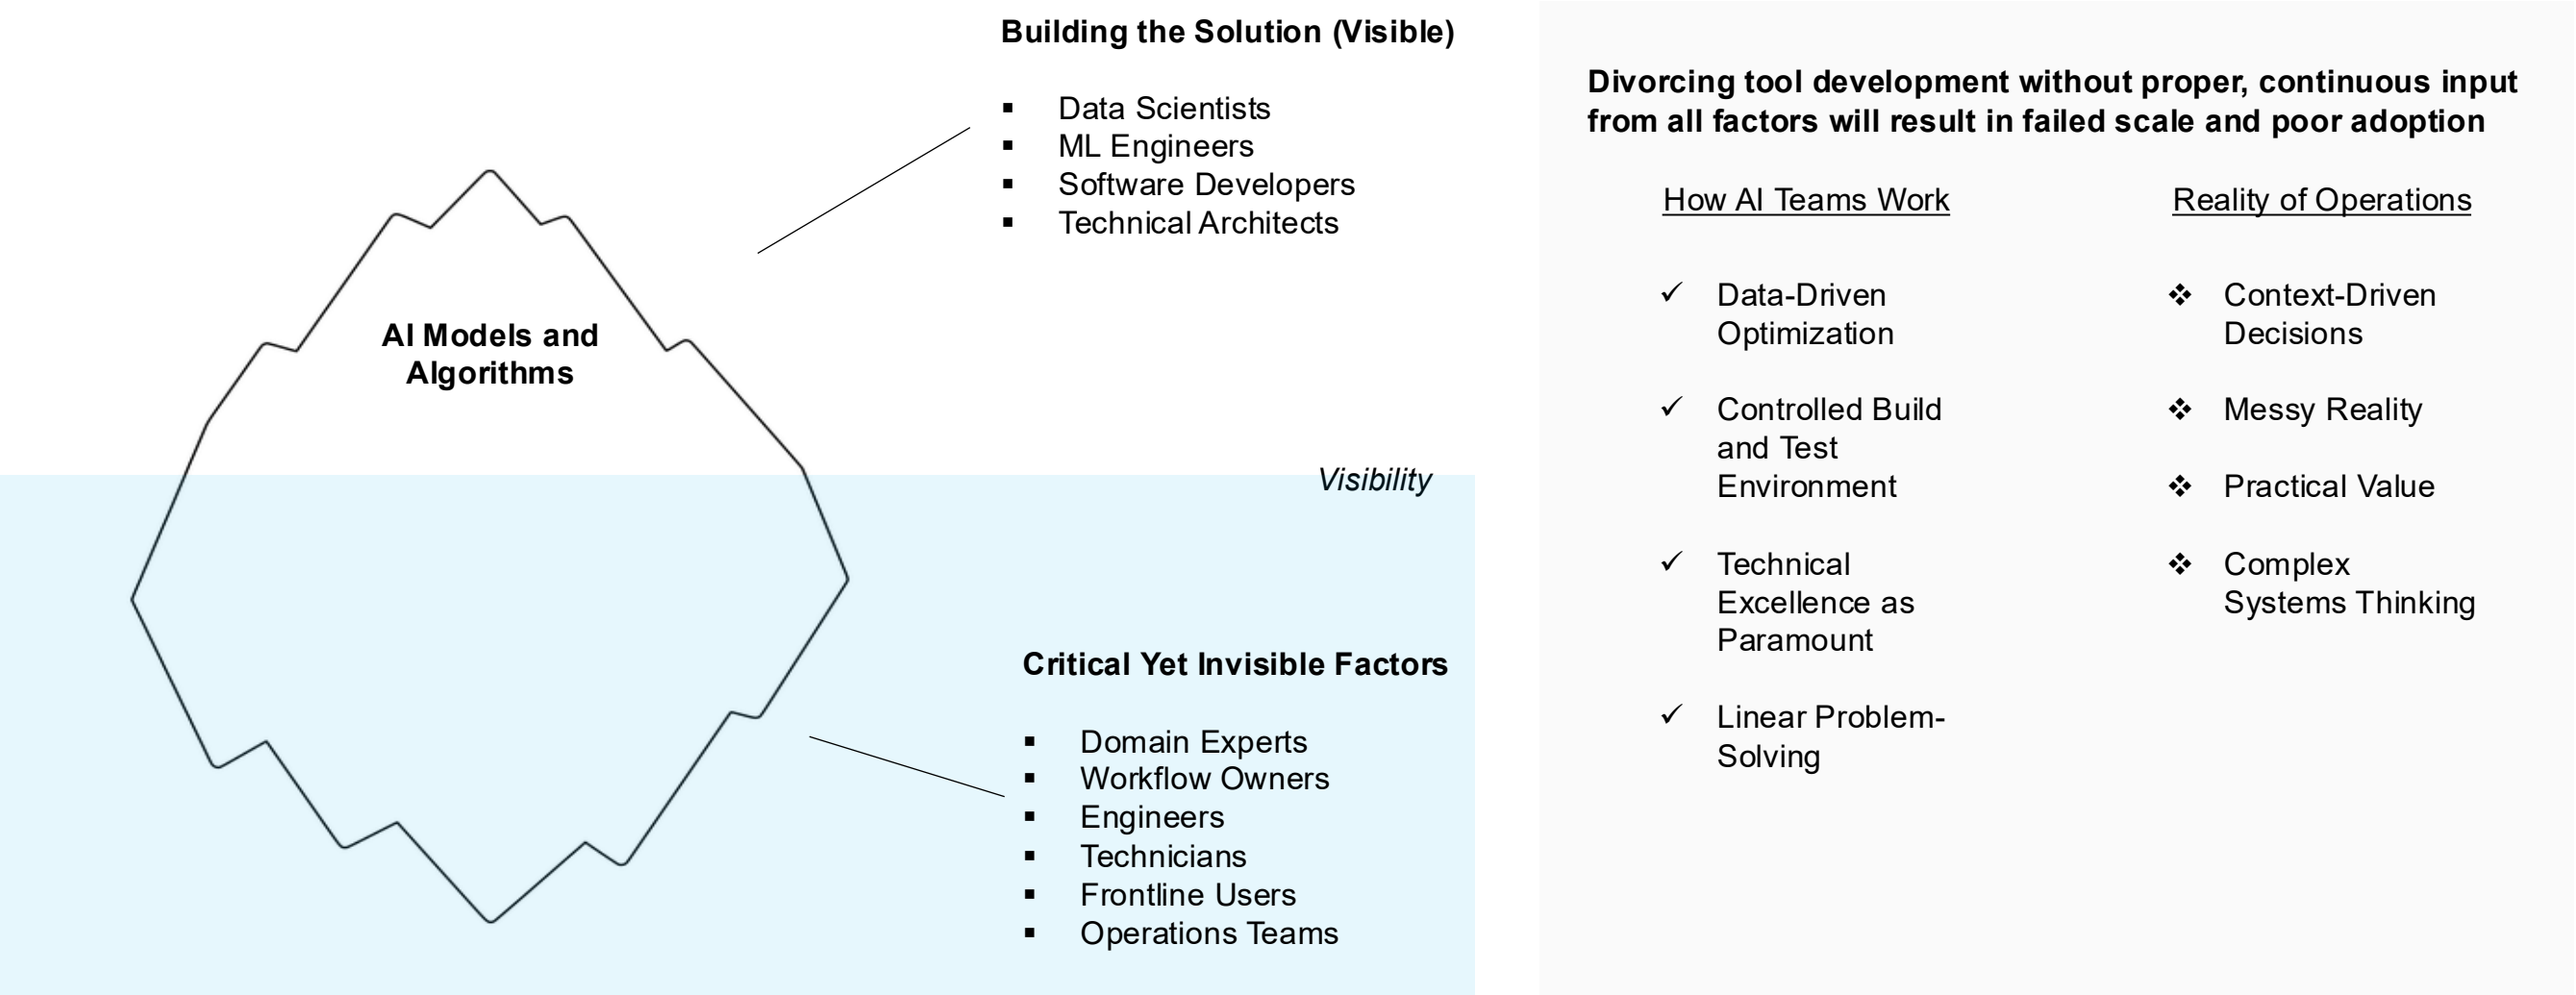 Building the Solution (Visible)
Data Scientists
ML Engineers
Software Developers
Technical Architects
AI Models and
Algorithms
Visibility
Critical Yet Invisible Factors
Domain Experts
Workflow Owners
Engineers
Technicians
Frontline Users
Operations Teams
Divorcing tool development without proper, continuous input
from all factors will result in failed scale and poor adoption
How AI Teams Work
Data-Driven
Optimization
Controlled Build
and Test
Environment
Technical
Excellence as
Paramount
Linear Problem-
Solving
Reality of Operations
Context-Driven
Decisions
Messy Reality
Practical Value
Complex
Systems Thinking